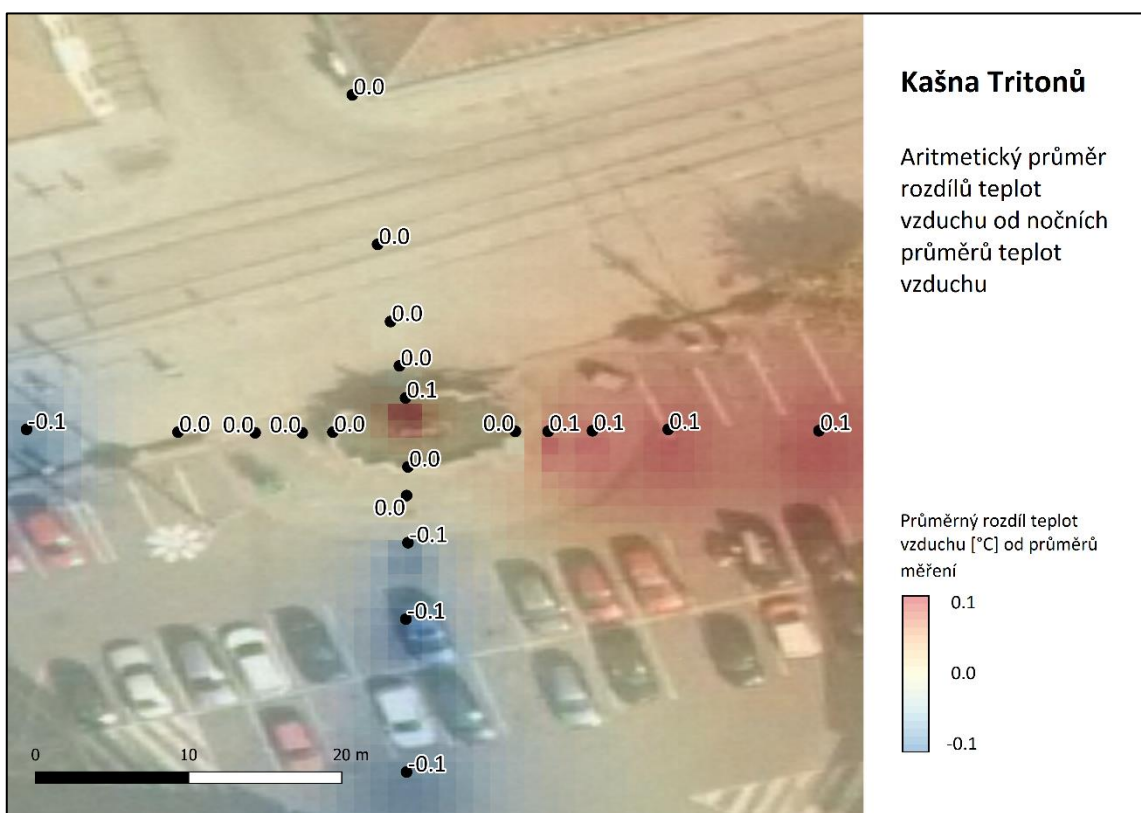 0.0
0.0
0.0
0.0
0.1
-0.1 0.0 0.0 0.0 0.0 0.0 0.1 0.1 0.1 0.1
0.0
0.0
-0.1
-0.1
-0.1
0 10 20 m
Kašna Tritonů
Aritmetický průměr
rozdílů teplot
vzduchu od nočních
průměrů teplot
vzduchu
Průměrný rozdíl teplot
vzduchu [°C] od průměrů
měření
0.1
0.0
-0.1